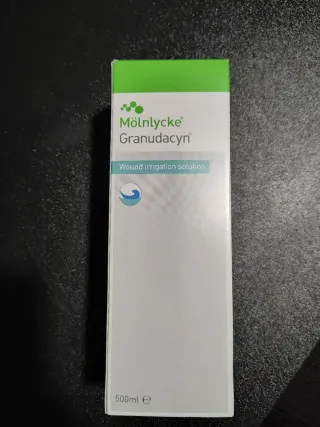 Mölnlycke®
Granudacyn®
Wound irrigation solution
500ml ℮